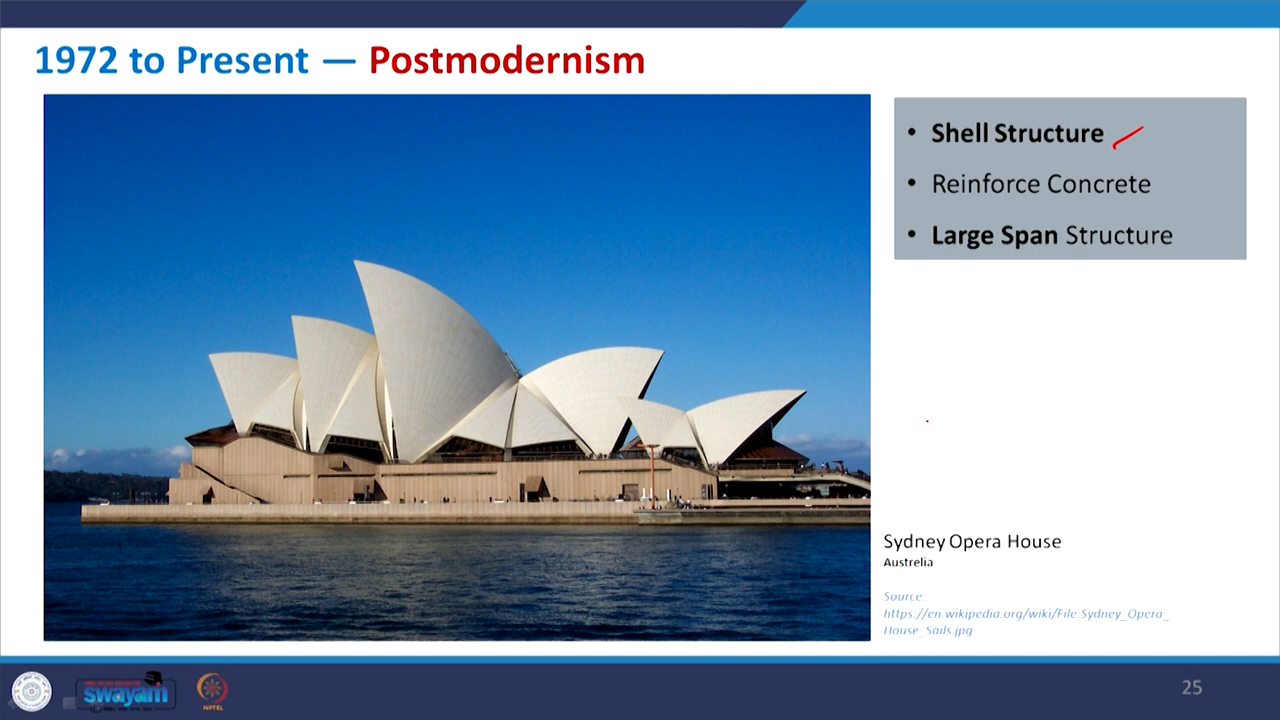 1972 to Present — Postmodernism
• Shell Structure
• Reinforce Concrete
• Large Span Structure
Sydney Opera House
Austrelia
Source:
https://en.wikipedia.org/wiki/File:Sydney_Opera_
House_Sails.jpg
swayam
NPTEL
25